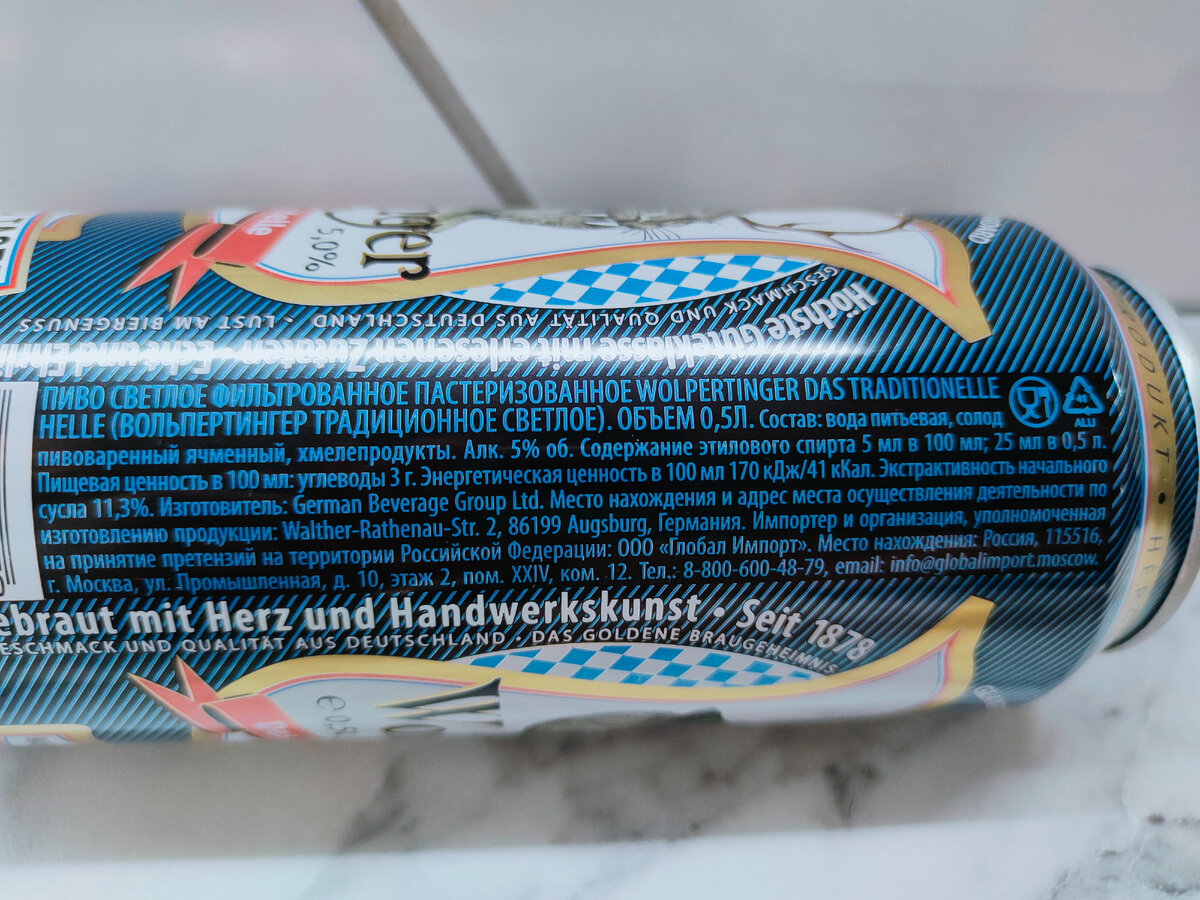 5,0%
LUST AM BIERGENUSS
GESCHMACK UND QUALITÄT AUS DEUTSCHLAND
Höchste Güteklasse mit erlesenen Zutaten
ПИВО СВЕТЛОЕ ФИЛЬТРОВАННОЕ ПАСТЕРИЗОВАННОЕ WOLPERTINGER DAS TRADITIONELLE
HELLE (ВОЛЬПЕРТИНГЕР ТРАДИЦИОННОЕ СВЕТЛОЕ). ОБЪЕМ 0,5Л. Состав: вода питьевая, солод
пивоваренный ячменный, хмелепродукты. Алк. 5% об. Содержание этилового спирта 5 мл в 100 мл; 25 мл в 0,5 л.
Пищевая ценность в 100 мл: углеводы 3 г. Энергетическая ценность в 100 мл 170 кДж/41 кКал. Экстрактивность начального
сусла 11,3%. Изготовитель: German Beverage Group Ltd. Место нахождения и адрес места осуществления деятельности по
изготовлению продукции: Walther-Rathenau-Str. 2, 86199 Augsburg, Германия. Импортер и организация, уполномоченная
на принятие претензий на территории Российской Федерации: ООО «Глобал Импорт». Место нахождения: Россия, 115516,
г. Москва, ул. Промышленная, д. 10, этаж 2, пом. XXIV, ком. 12. Тел.: 8-800-600-48-79, email: info@globalimport.moscow.
41
ALU
ebraut mit Herz und Handwerkskunst • Seit 1878
ESCHMACK UND QUALITÄT AUS DEUTSCHLAND • DAS GOLDENE BRAUGEHEIMNIS